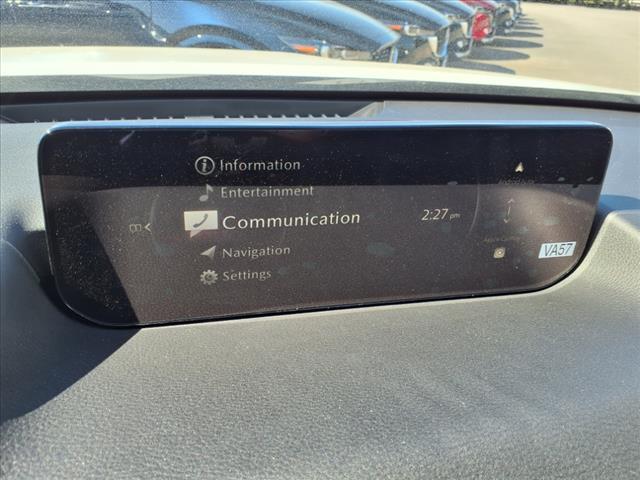 Information
Entertainment
Communication
2:27 pm
Navigation
Settings
VA57